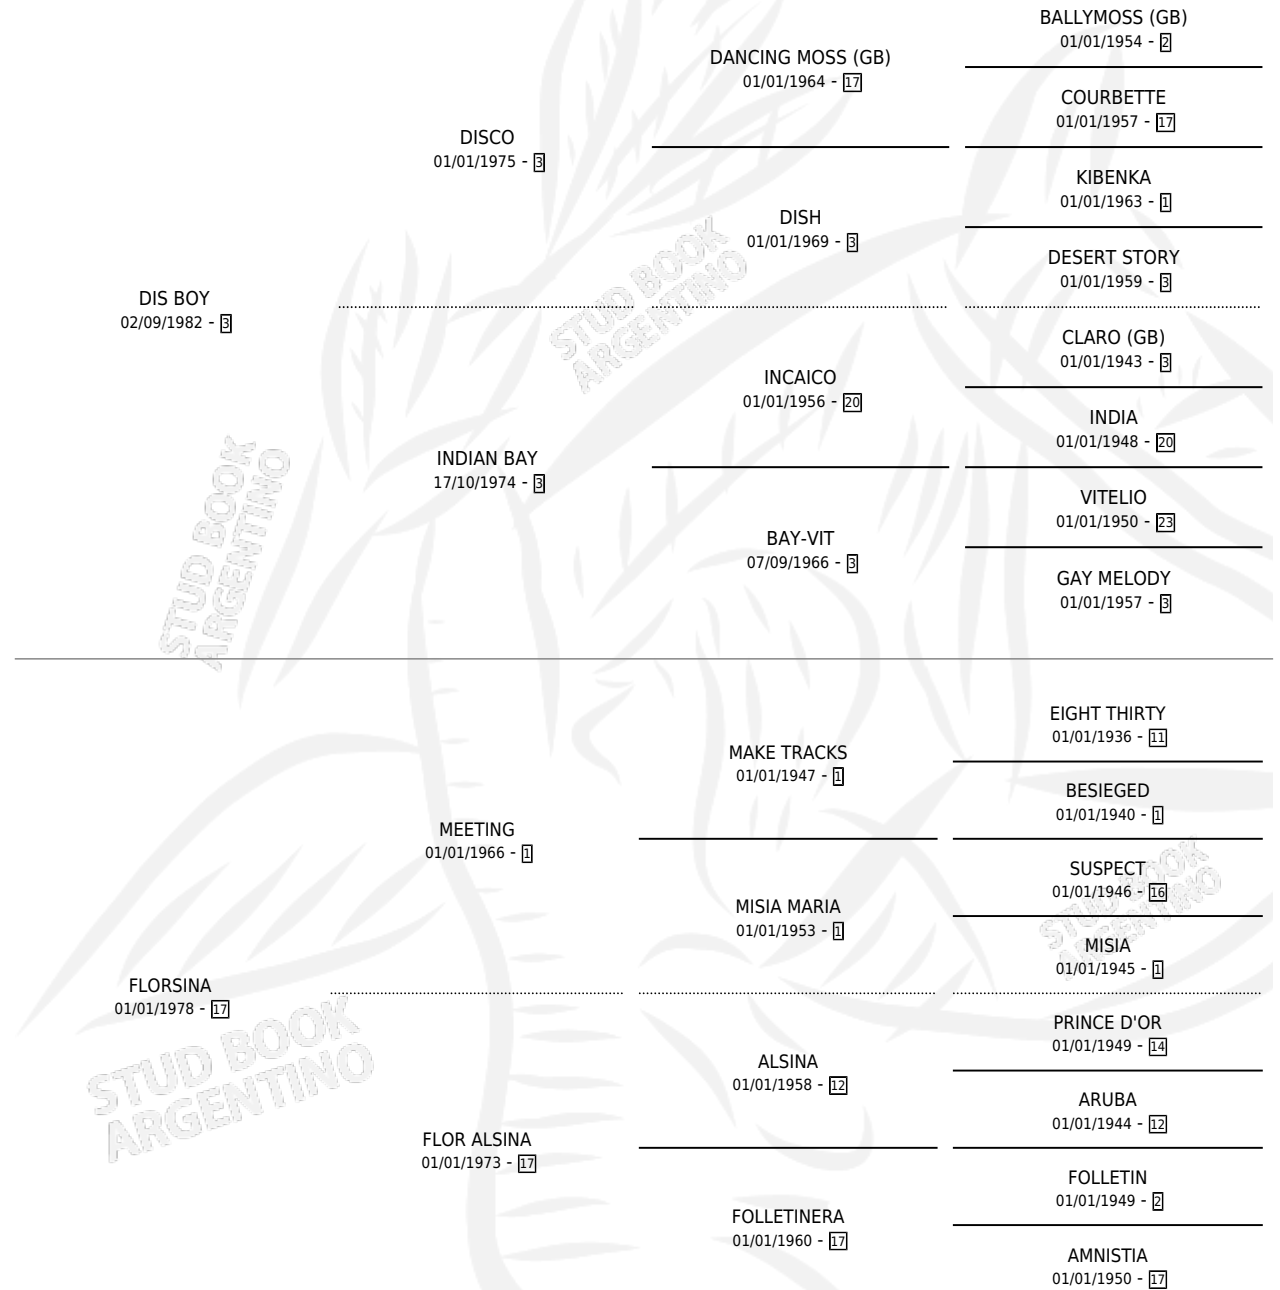 BALLYMOSS (GB)
01/01/1954 - 2
DANCING MOSS (GB)
01/01/1964 - 17
COURBETTE
01/01/1957 - 17
DISCO
01/01/1975 - 3
KIBENKA
01/01/1963 - 1
DISH
01/01/1969 - 3
DESERT STORY
01/01/1959 - 3
DIS BOY
02/09/1982 - 3
CLARO (GB)
01/01/1943 - 3
INCAICO
01/01/1956 - 20
INDIA
01/01/1948 - 20
INDIAN BAY
17/10/1974 - 3
VITELIO
01/01/1950 - 23
BAY-VIT
07/09/1966 - 3
GAY MELODY
01/01/1957 - 3
EIGHT THIRTY
01/01/1936 - 11
MAKE TRACKS
01/01/1947 - 1
BESIEGED
01/01/1940 - 1
MEETING
01/01/1966 - 1
SUSPECT
01/01/1946 - 16
MISIA MARIA
01/01/1953 - 1
MISIA
01/01/1945 - 1
FLORSINA
01/01/1978 - 17
PRINCE D'OR
01/01/1949 - 14
ALSINA
01/01/1958 - 12
ARUBA
01/01/1944 - 12
FLOR ALSINA
01/01/1973 - 17
FOLLETIN
01/01/1949 - 2
FOLLETINERA
01/01/1960 - 17
AMNISTIA
01/01/1950 - 17
STUD BOOK
ARGENTINO
STUD BOOK
ARGENTINO
STUD BOOK
ARGENTINO
STUD BOOK
ARGENTINO